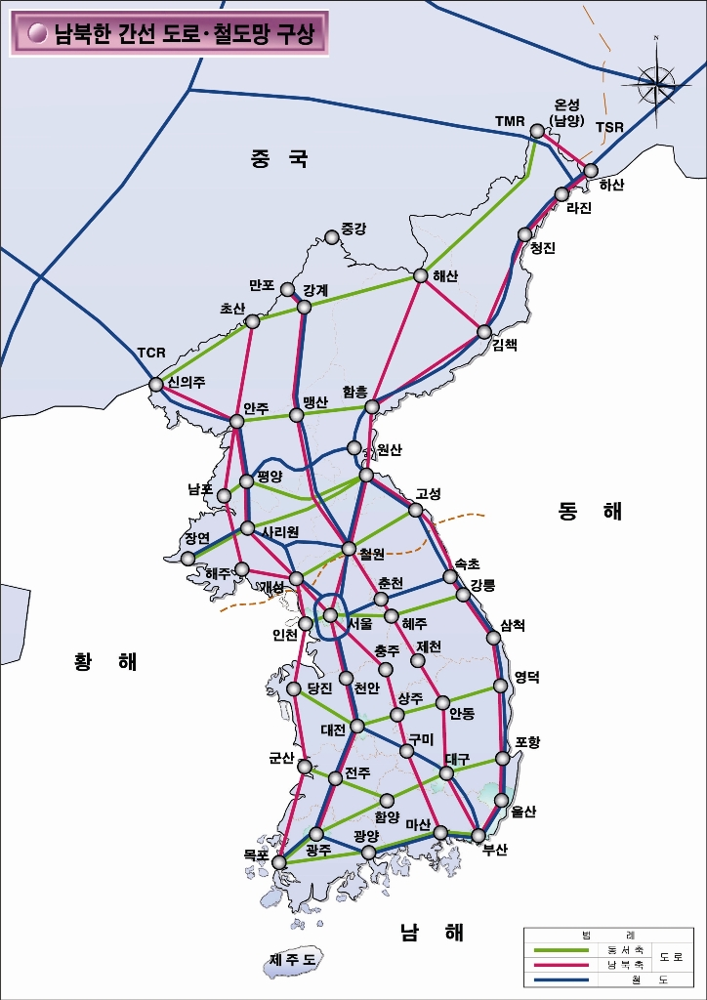 남북한 간선 도로·철도망 구상
N
온성
(남양)
TMR
TSR
중 국
하산
라진
중강
청진
만포
강계
해산
초산
김책
TCR
신의주
함흥
안주
맹산
원산
평양
남포
고성
동 해
사리원
장연
철원
해주
개성
속초
춘천
강릉
서울
혜주
인천
삼척
황 해
충주
제천
당진
천안
영덕
상주
안동
대전
구미
포항
군산
대구
전주
함양
울산
마산
광주
광양
부산
목포
남 해
제주도
범 례
동서축
도로
남북축
철 도